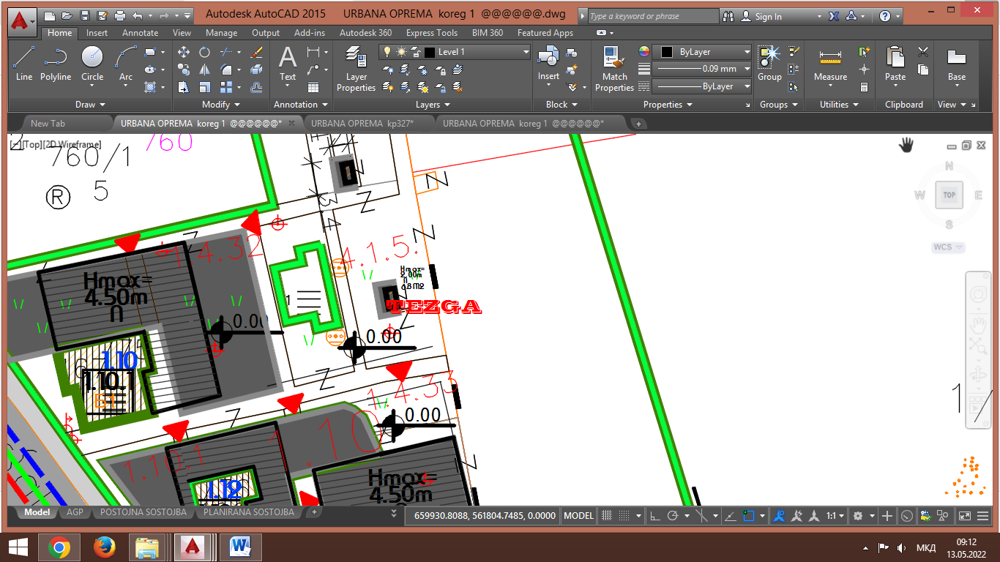 Autodesk AutoCAD 2015 URBANA OPREMA koreg 1 @@@@@@.dwg
Type a keyword or phrase
Sign In
Home Insert Annotate View Manage Output Add-ins Autodesk 360 Express Tools BIM 360 Featured Apps
Line Polyline Circle Arc
Text
Layer Properties
Level 1
Insert
Match Properties
ByLayer
0.09 mm
ByLayer
Group
Measure
Paste
Base
Draw Modify Annotation Layers Block Properties Groups Utilities Clipboard View
New Tab URBANA OPREMA koreg 1 @@@@@@* URBANA OPREMA kp327* URBANA OPREMA koreg 1 @@@@@@*
[−][Top][2D Wireframe]
760
760/1
® 5
N
W TOP E
S
WCS
1.4.32
4.1.5.
Hmax=
4.50m
П
Hmax=
2.00m
П
TEZGA
1
0.00
0.00
1.10
1.10.1
1.4.33
0.00
1.10.1
1.12
Hmax=
4.50m
1/
Model AGP POSTOJNA SOSTOJBA PLANIRANA SOSTOJBA +
659930.8088, 561804.7485, 0.0000 MODEL
1:1
МКД
09:12
13.05.2022